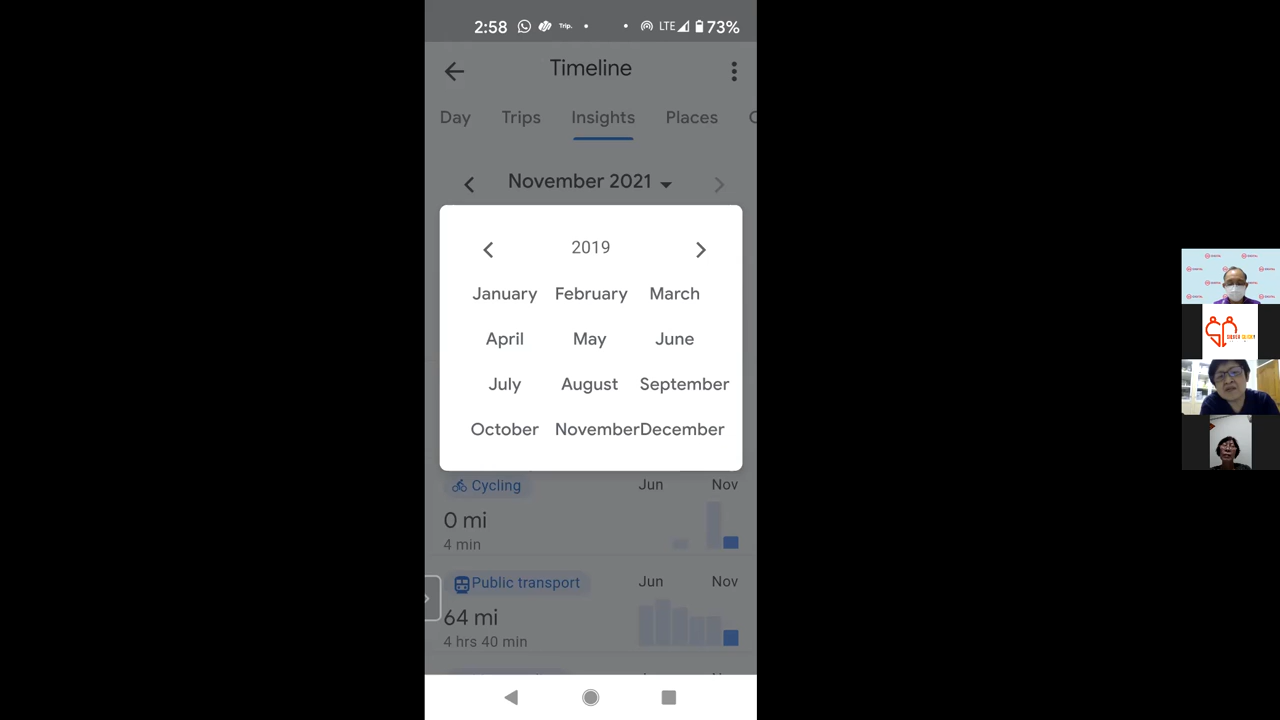 2:58 Trip. LTE 73%
Timeline
Day Trips Insights Places
November 2021
2019
January February March
April May June
July August September
October November December
Cycling Jun Nov
0 mi
4 min
Public transport Jun Nov
64 mi
4 hrs 40 min